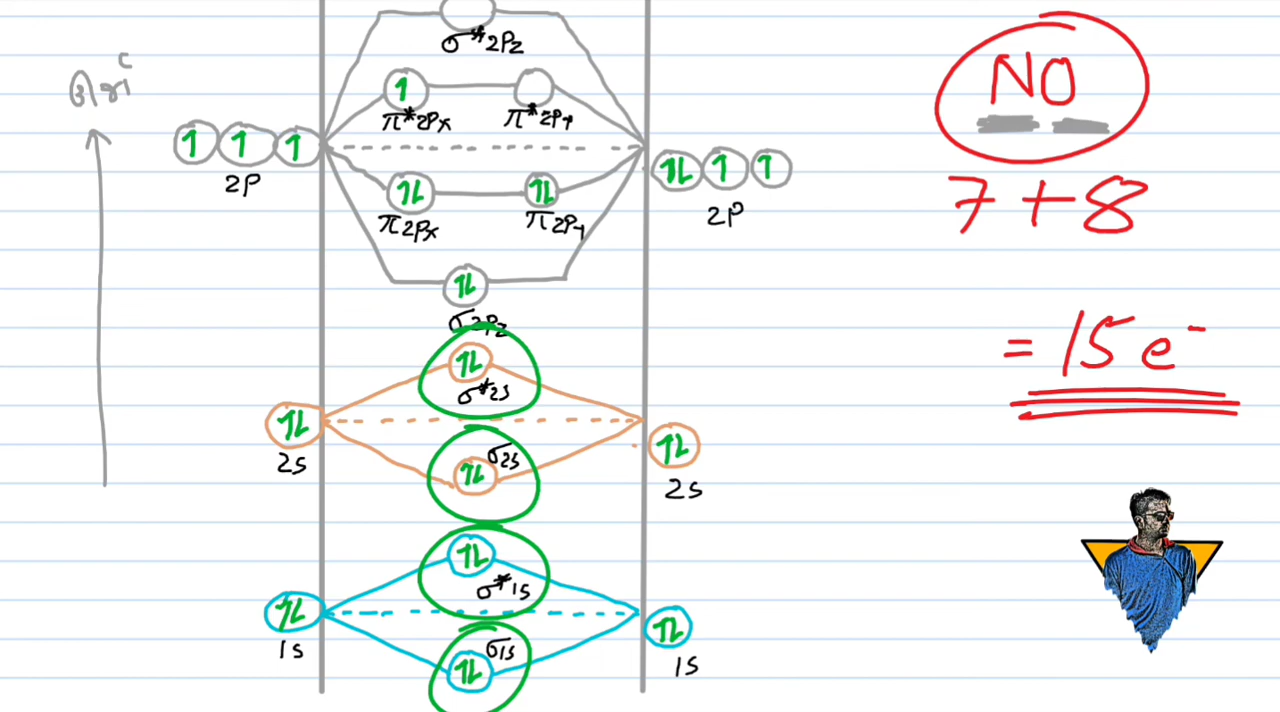 σ*2Pz
NO
π*2Px π*2Py
2P
7 + 8
π2Px π2Py
2P
σ2Pz
= 15 e⁻
σ*2s
2s
σ2s
2s
σ*1s
1s
σ1s
1s